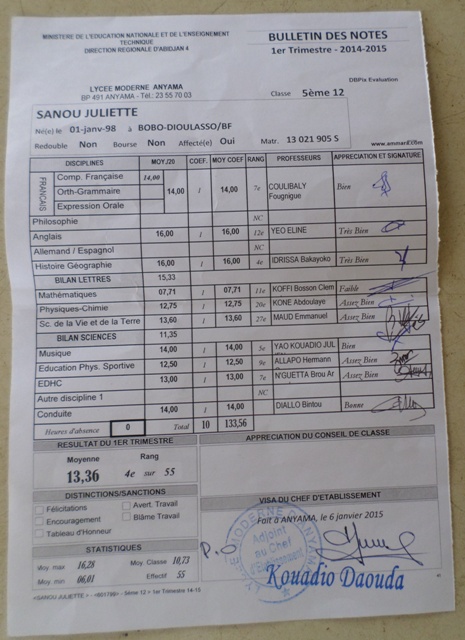 MINISTERE DE L'EDUCATION NATIONALE ET DE L'ENSEIGNEMENT
TECHNIQUE
DIRECTION REGIONALE D'ABIDJAN 4
BULLETIN DES NOTES
1er Trimestre - 2014-2015
DBPix Evaluation
LYCEE MODERNE ANYAMA
BP 491 ANYAMA - Tél.: 23 55 70 03
Classe 5ème 12
SANOU JULIETTE
Né(e) le 01-janv-98 à BOBO-DIOULASSO/BF
Redouble Non Bourse Non Affecté(e) Oui Matr. 13 021 905 S
DISCIPLINES MOY./20 COEF. MOY COEF RANG PROFESSEURS APPRECIATION ET SIGNATURE
FRANÇAIS
Comp. Française 14,00
Orth-Grammaire 14,00 1 14,00 7e COULIBALY Fougnigue Bien
Expression Orale
Philosophie NC
Anglais 16,00 1 16,00 12e YEO ELINE Très Bien
Allemand / Espagnol NC
Histoire Géographie 16,00 1 16,00 4e IDRISSA Bakayoko Très Bien
BILAN LETTRES 15,33
Mathématiques 07,71 1 07,71 11e KOFFI Bosson Clem Faible
Physiques-Chimie 12,75 1 12,75 20e KONE Abdoulaye Assez Bien
Sc. de la Vie et de la Terre 13,60 1 13,60 27e MAUD Emmanuel Assez Bien
BILAN SCIENCES 11,35
Musique 14,00 1 14,00 5e YAO KOUADIO JUL Bien
Education Phys. Sportive 12,50 1 12,50 9e ALLAPO Hermann Assez Bien
EDHC 13,00 1 13,00 7e N'GUETTA Brou Ar Assez Bien
Autre discipline 1 NC
Conduite 14,00 1 14,00 DIALLO Bintou Bonne
Heures d'absence 0 Total 10 133,56
RESULTAT DU 1ER TRIMESTRE
Moyenne Rang
13,36 4e sur 55
APPRECIATION DU CONSEIL DE CLASSE
DISTINCTIONS/SANCTIONS
Félicitations Avert. Travail
Encouragement Blâme Travail
Tableau d'Honneur
VISA DU CHEF D'ETABLISSEMENT
Fait à ANYAMA, le 6 janvier 2015
STATISTIQUES
Moy max 16,28 Moy. Classe 10,73
Moy min 06,01 Effectif 55
P.O
LYCEE MODERNE D'ANYAMA
Adjoint
au Chef
Kouadio Daouda